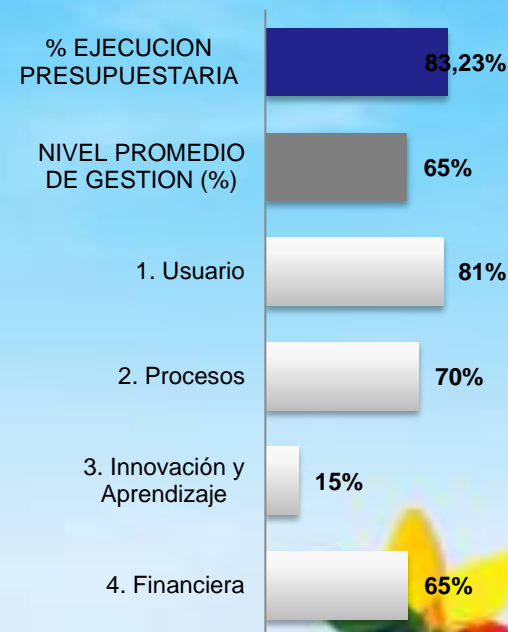 % EJECUCION
PRESUPUESTARIA
83,23%
NIVEL PROMEDIO
DE GESTION (%)
65%
1. Usuario
81%
2. Procesos
70%
3. Innovación y
Aprendizaje
15%
4. Financiera
65%